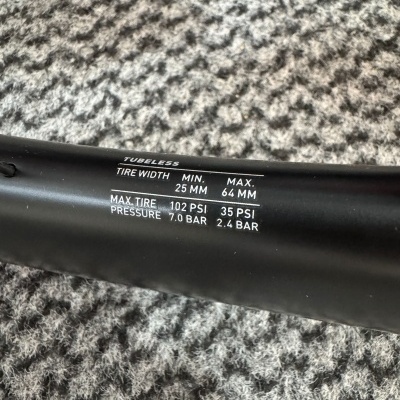 TUBELESS
TIRE WIDTH MIN. MAX.
25 MM 64 MM
MAX. TIRE 102 PSI 35 PSI
PRESSURE 7.0 BAR 2.4 BAR